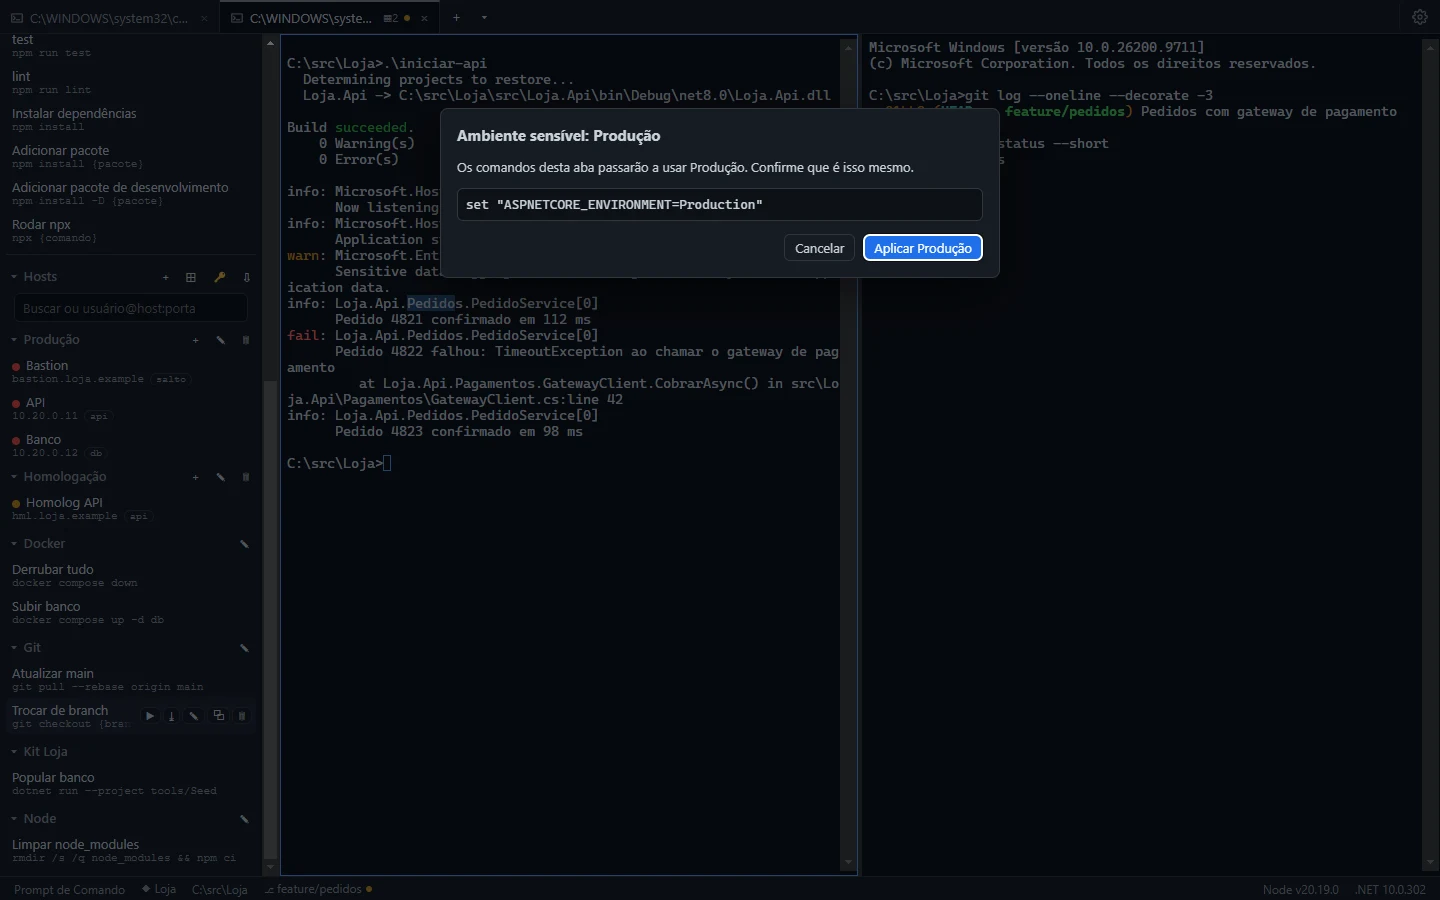 C:\WINDOWS\system32\c...
C:\WINDOWS\syste...
2
test
npm run test
lint
npm run lint
Instalar dependências
npm install
Adicionar pacote
npm install {pacote}
Adicionar pacote de desenvolvimento
npm install -D {pacote}
Rodar npx
npx {comando}
Hosts
Buscar ou usuário@host:porta
Produção
Bastion
bastion.loja.example salto
API
10.20.0.11 api
Banco
10.20.0.12 db
Homologação
Homolog API
hml.loja.example api
Docker
Derrubar tudo
docker compose down
Subir banco
docker compose up -d db
Git
Atualizar main
git pull --rebase origin main
Trocar de branch
git checkout {bran
Kit Loja
Popular banco
dotnet run --project tools/Seed
Node
Limpar node_modules
rmdir /s /q node_modules && npm ci
C:\src\Loja>.\iniciar-api
Determining projects to restore...
Loja.Api -> C:\src\Loja\src\Loja.Api\bin\Debug\net8.0\Loja.Api.dll
Build succeeded.
0 Warning(s)
0 Error(s)
info: Microsoft.Hos
Now listening
info: Microsoft.Hos
Application s
warn: Microsoft.Ent
Sensitive data
ication data.
info: Loja.Api.Pedidos.PedidoService[0]
Pedido 4821 confirmado em 112 ms
fail: Loja.Api.Pedidos.PedidoService[0]
Pedido 4822 falhou: TimeoutException ao chamar o gateway de pag
amento
at Loja.Api.Pagamentos.GatewayClient.CobrarAsync() in src\Lo
ja.Api\Pagamentos\GatewayClient.cs:line 42
info: Loja.Api.Pedidos.PedidoService[0]
Pedido 4823 confirmado em 98 ms
C:\src\Loja>
Ambiente sensível: Produção
Os comandos desta aba passarão a usar Produção. Confirme que é isso mesmo.
set "ASPNETCORE_ENVIRONMENT=Production"
Cancelar
Aplicar Produção
Microsoft Windows [versão 10.0.26200.9711]
(c) Microsoft Corporation. Todos os direitos reservados.
C:\src\Loja>git log --oneline --decorate -3
feature/pedidos) Pedidos com gateway de pagamento
status --short
s
Prompt de Comando
Loja
C:\src\Loja
feature/pedidos
Node v20.19.0
.NET 10.0.302